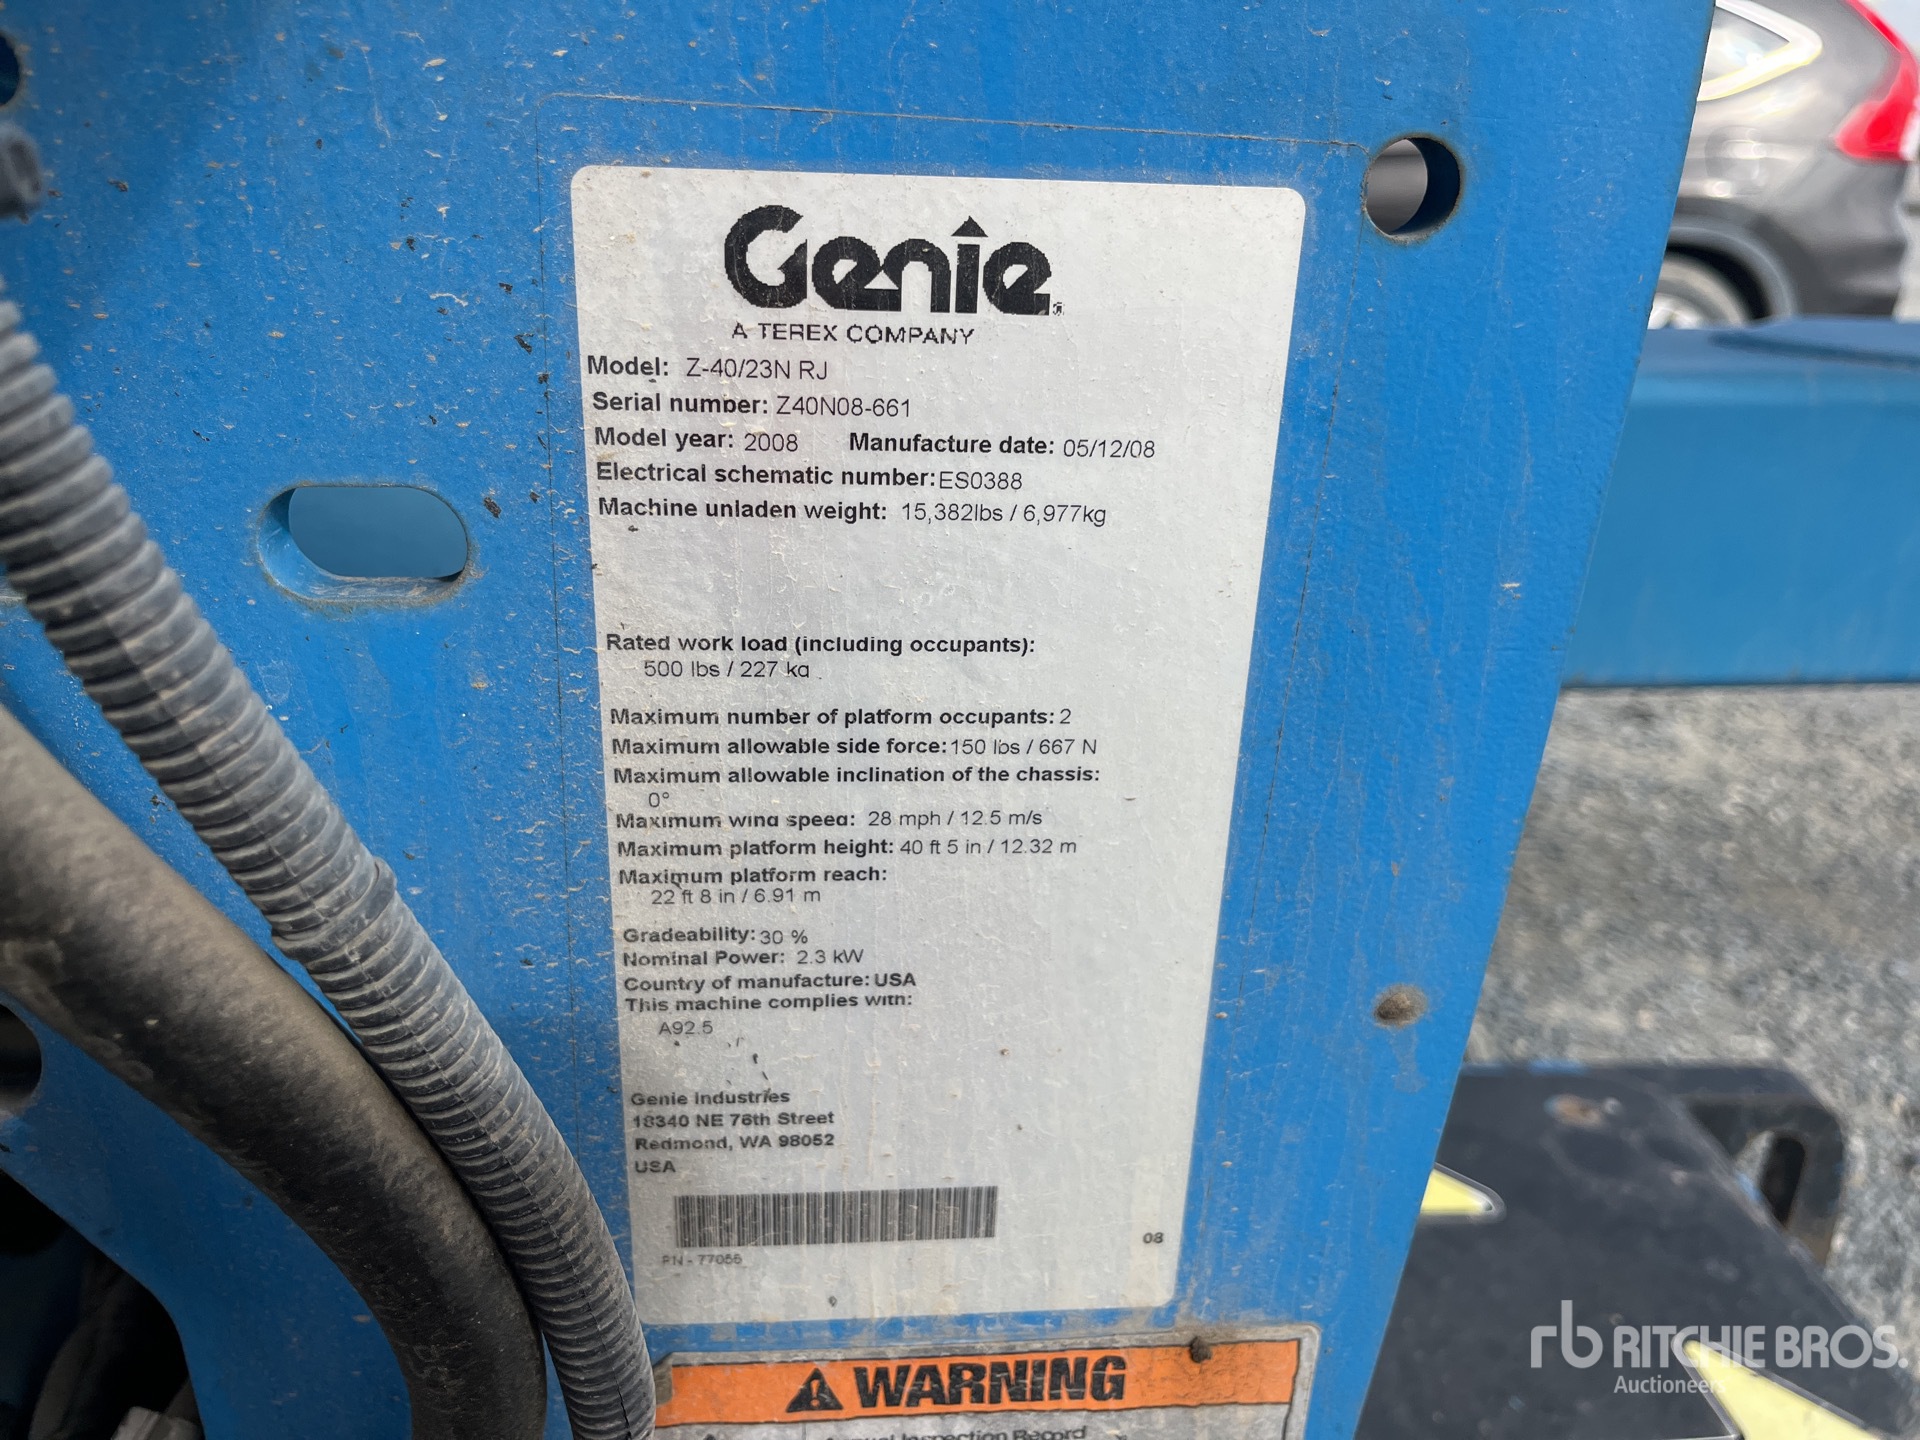 Genie
A TEREX COMPANY
Model: Z-40/23N RJ
Serial number: Z40N08-661
Model year: 2008 Manufacture date: 05/12/08
Electrical schematic number: ES0388
Machine unladen weight: 15,382lbs / 6,977kg
Rated work load (including occupants):
500 lbs / 227 kg
Maximum number of platform occupants: 2
Maximum allowable side force: 150 lbs / 667 N
Maximum allowable inclination of the chassis:
0°
Maximum wind speed: 28 mph / 12.5 m/s
Maximum platform height: 40 ft 5 in / 12.32 m
Maximum platform reach:
22 ft 8 in / 6.91 m
Gradeability: 30 %
Nominal Power: 2.3 kW
Country of manufacture: USA
This machine complies with:
A92.5
Genie Industries
18340 NE 76th Street
Redmond, WA 98052
USA
PN - 77055
08
WARNING
Annual Inspection Record
rb RITCHIE BROS.
Auctioneers